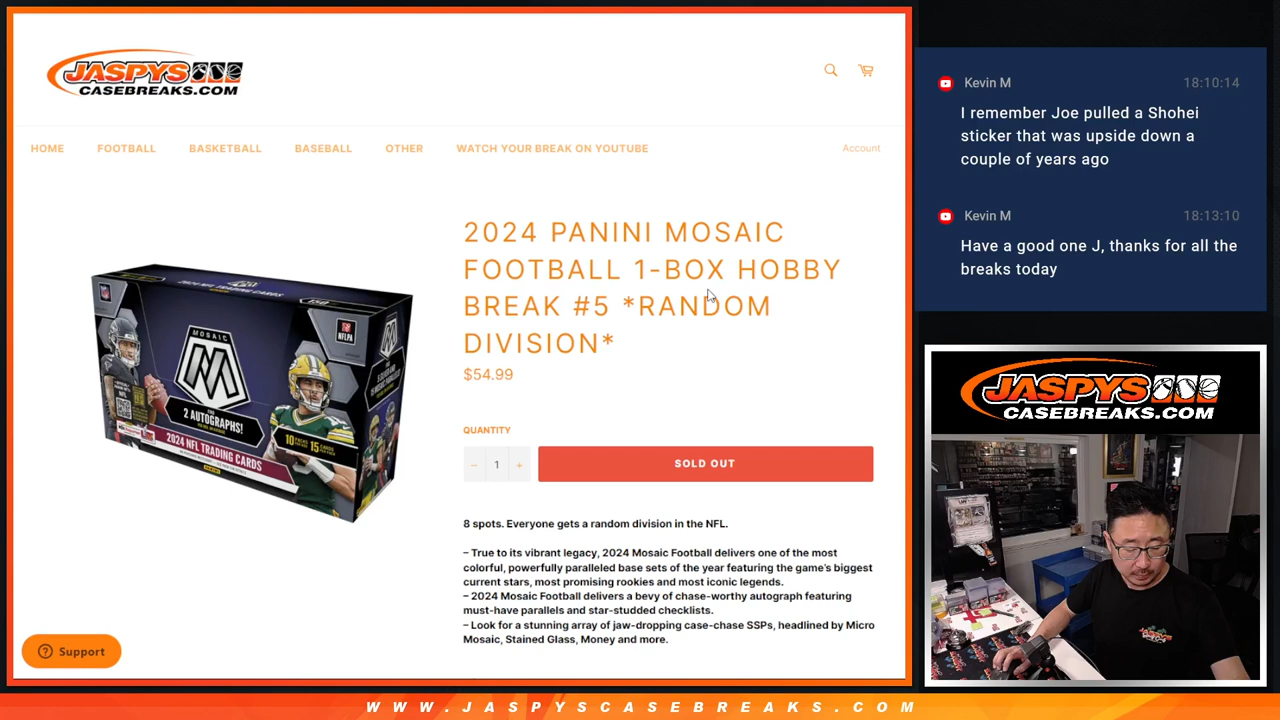 JASPYS
CASEBREAKS.COM
HOME
FOOTBALL
BASKETBALL
BASEBALL
OTHER
WATCH YOUR BREAK ON YOUTUBE
Account
2024 PANINI MOSAIC
FOOTBALL 1-BOX HOBBY
BREAK #5 *RANDOM
DIVISION*
$54.99
QUANTITY
− 1 +
SOLD OUT
MOSAIC
2 AUTOGRAPHS!
2024 NFL TRADING CARDS
8 spots. Everyone gets a random division in the NFL.
– True to its vibrant legacy, 2024 Mosaic Football delivers one of the most
colorful, powerfully paralleled base sets of the year featuring the game’s biggest
current stars, most promising rookies and most iconic legends.
– 2024 Mosaic Football delivers a bevy of chase-worthy autograph featuring
must-have parallels and star-studded checklists.
– Look for a stunning array of jaw-dropping case-chase SSPs, headlined by Micro
Mosaic, Stained Glass, Money and more.
Support
Kevin M 18:10:14
I remember Joe pulled a Shohei
sticker that was upside down a
couple of years ago
Kevin M 18:13:10
Have a good one J, thanks for all the
breaks today
JASPYS
CASEBREAKS.COM
WWW.JASPYSCASEBREAKS.COM